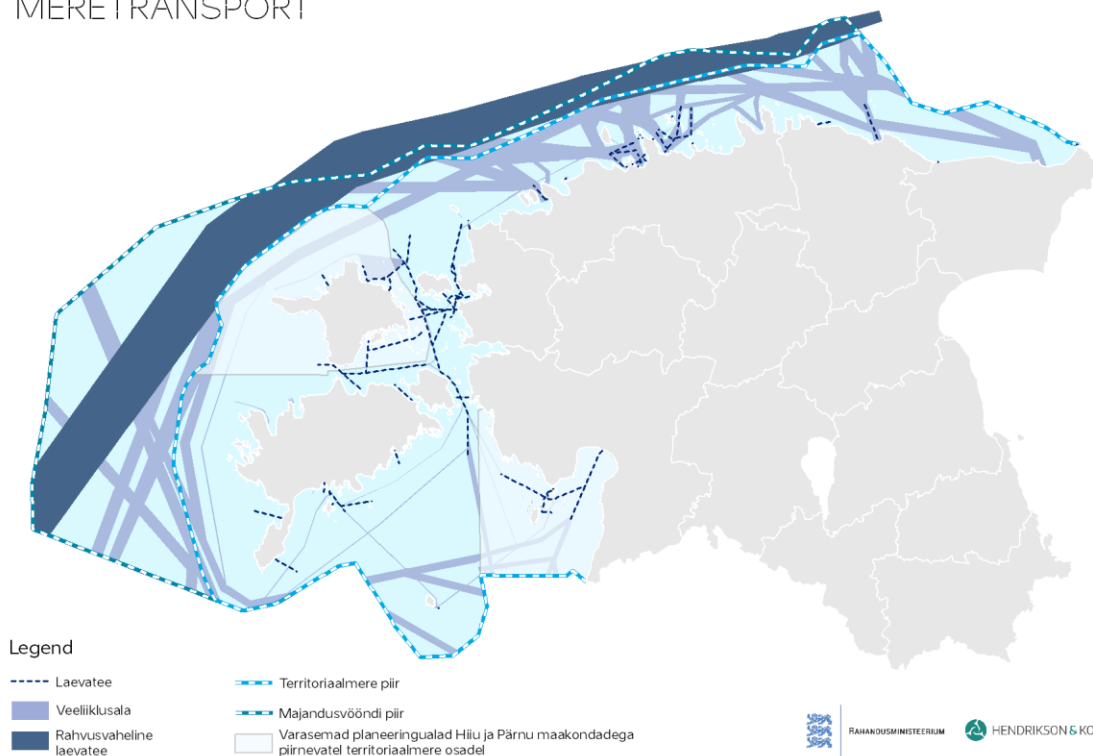 MERETRANSPORT
Legend
Laevatee
Veeliiklusala
Rahvusvaheline
laevatee
Territoriaalmere piir
Majandusvööndi piir
Varasemad planeeringualad Hiiu ja Pärnu maakondadega
piirnevatel territoriaalmere osadel
RAHANDUSMINISTEERIUM
HENDRIKSON & KO